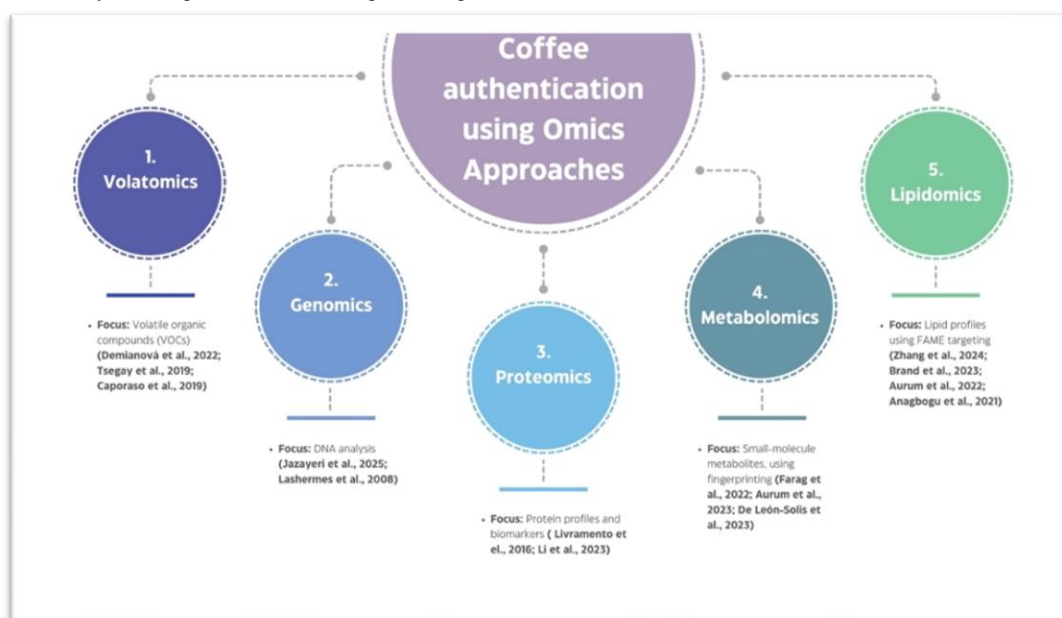 Coffee
authentication
using Omics
Approaches
1.
Volatomics
• Focus: Volatile organic
compounds (VOCs)
(Demianová et al., 2022;
Tsegay et al., 2019;
Caporaso et al., 2019)
2.
Genomics
• Focus: DNA analysis
(Jazayeri et al., 2025;
Lashermes et al., 2008)
3.
Proteomics
• Focus: Protein profiles and
biomarkers ( Livramento et
el., 2016; Li et al., 2023)
4.
Metabolomics
• Focus: Small-molecule
metabolites, using
fingerprinting (Farag et
al., 2022; Aurum et al.,
2023; De León-Solis et
al., 2023)
5.
Lipidomics
• Focus: Lipid profiles
using FAME targeting
(Zhang et al., 2024;
Brand et al., 2023;
Aurum et al., 2022;
Anagbogu et al., 2021)